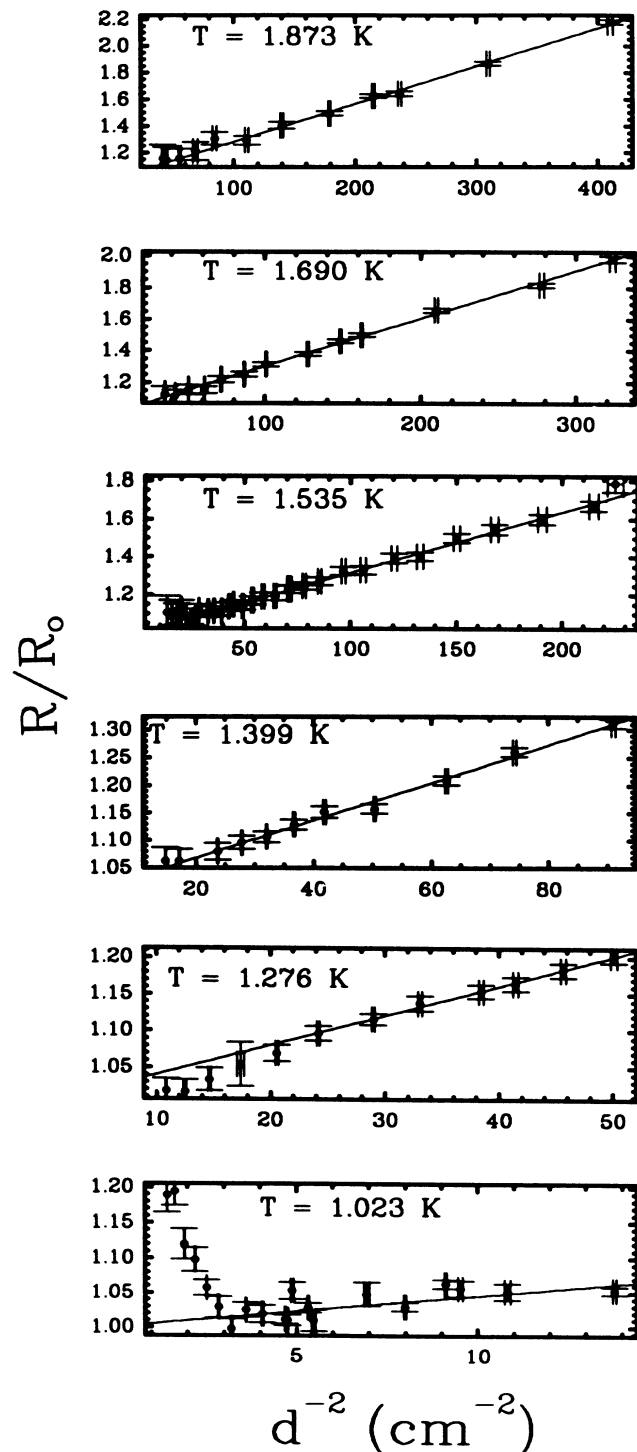 2.2
2.0
1.8
1.6
1.4
1.2
T = 1.873 K
100 200 300 400
2.0
1.8
1.6
1.4
1.2
T = 1.690 K
100 200 300
1.8
1.6
1.4
1.2
T = 1.535 K
50 100 150 200
R/R₀
1.30
1.25
1.20
1.15
1.10
1.05
T = 1.399 K
20 40 60 80
1.20
1.15
1.10
1.05
T = 1.276 K
10 20 30 40 50
1.20
1.15
1.10
1.05
1.00
T = 1.023 K
5 10
d⁻² (cm⁻²)